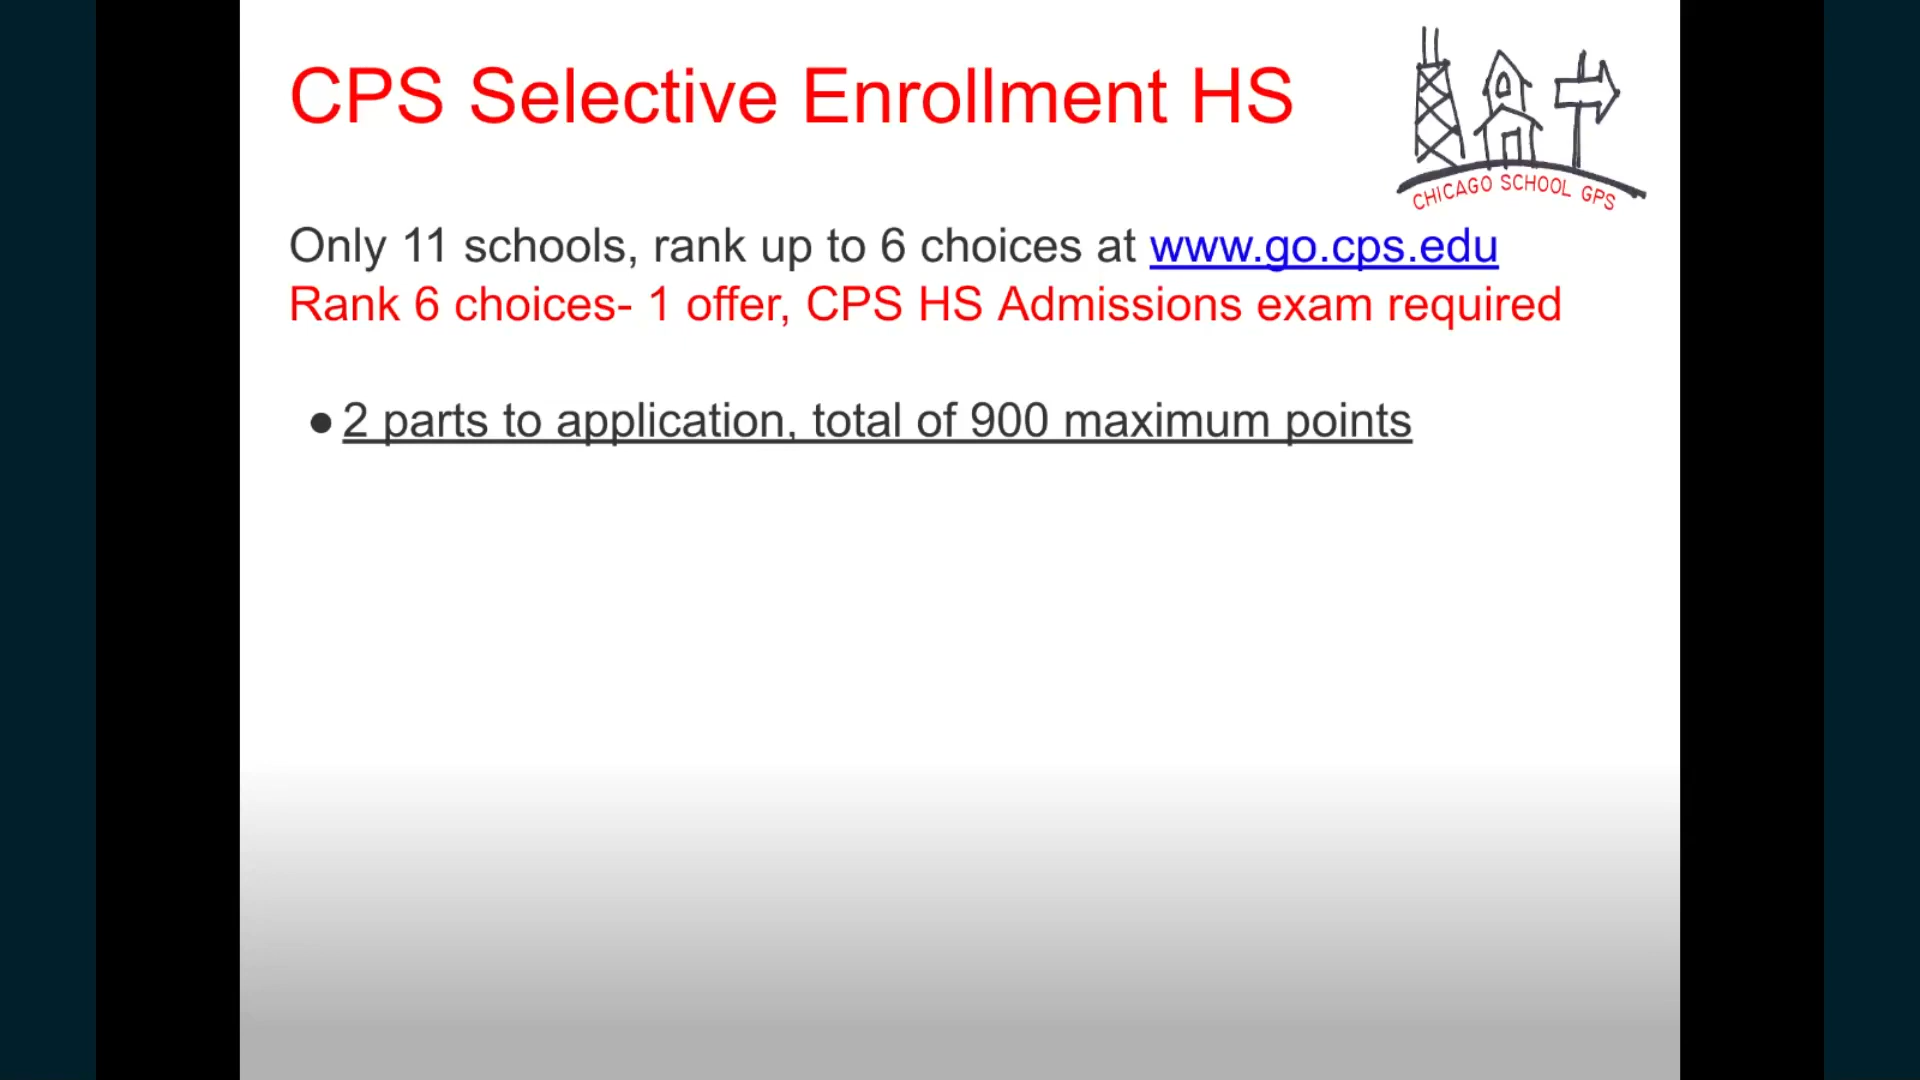 CPS Selective Enrollment HS
CHICAGO SCHOOL GPS
Only 11 schools, rank up to 6 choices at www.go.cps.edu
Rank 6 choices- 1 offer, CPS HS Admissions exam required
● 2 parts to application, total of 900 maximum points